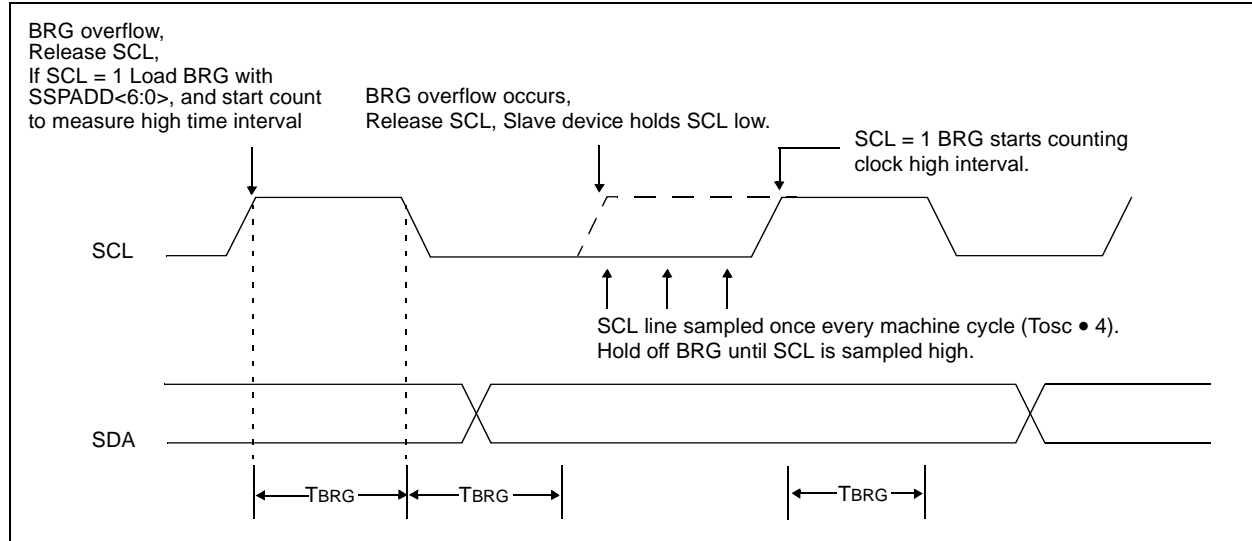 BRG overflow,
Release SCL,
If SCL = 1 Load BRG with
SSPADD<6:0>, and start count
to measure high time interval
BRG overflow occurs,
Release SCL, Slave device holds SCL low.
SCL = 1 BRG starts counting
clock high interval.
SCL
SCL line sampled once every machine cycle (Tosc • 4).
Hold off BRG until SCL is sampled high.
SDA
TBRG
TBRG
TBRG